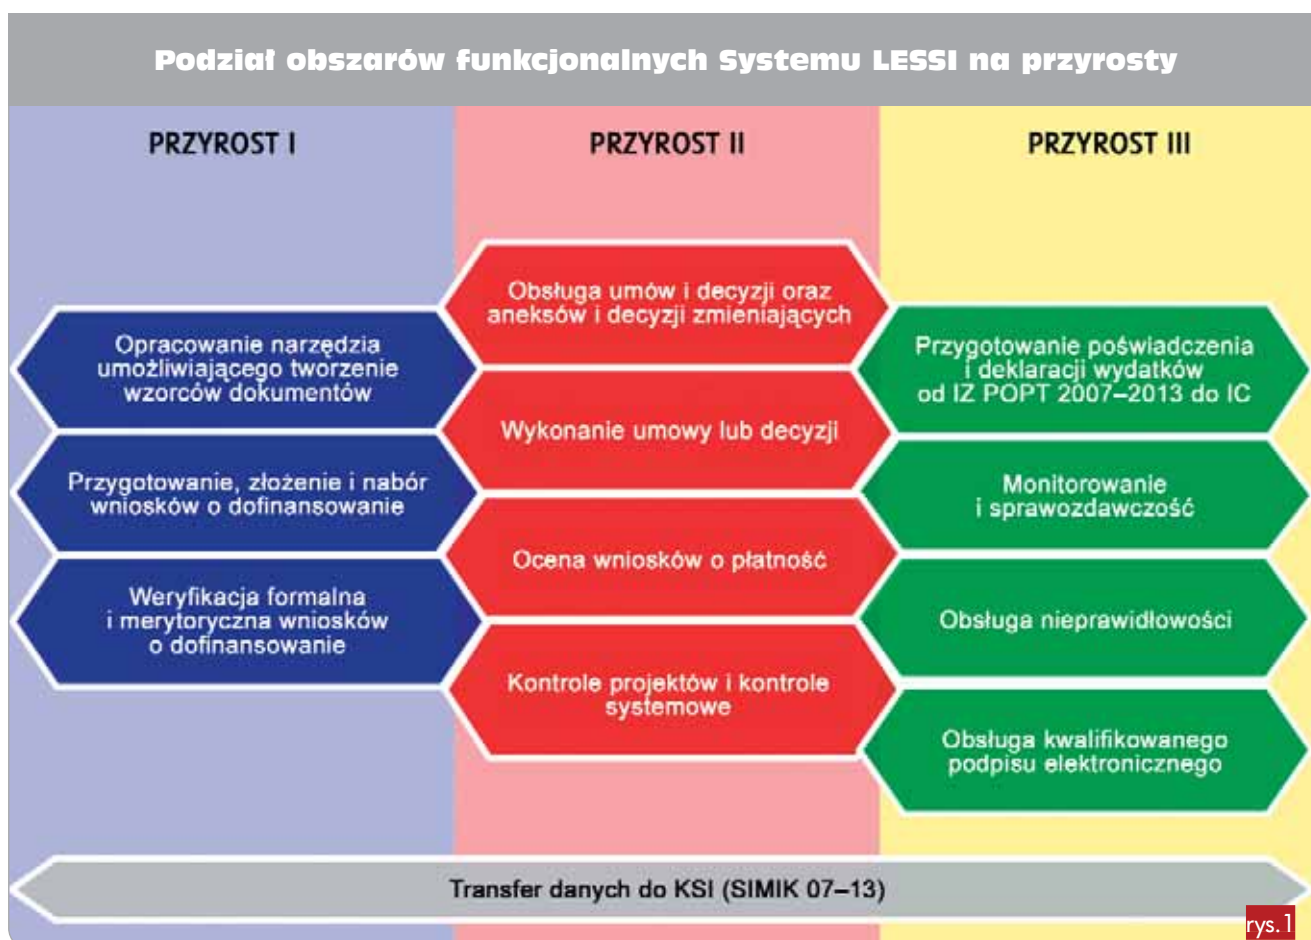 Podział obszarów funkcjonalnych Systemu LESSI na przyrosty
PRZYROST I
Opracowanie narzędzia
umożliwiającego tworzenie
wzorców dokumentów
Przygotowanie, złożenie i nabór
wniosków o dofinansowanie
Weryfikacja formalna
i merytoryczna wniosków
o dofinansowanie
PRZYROST II
Obsługa umów i decyzji oraz
aneksów i decyzji zmieniających
Wykonanie umowy lub decyzji
Ocena wniosków o płatność
Kontrole projektów i kontrole
systemowe
PRZYROST III
Przygotowanie poświadczenia
i deklaracji wydatków
od IZ POPT 2007–2013 do IC
Monitorowanie
i sprawozdawczość
Obsługa nieprawidłowości
Obsługa kwalifikowanego
podpisu elektronicznego
Transfer danych do KSI (SIMIK 07–13)
rys.1